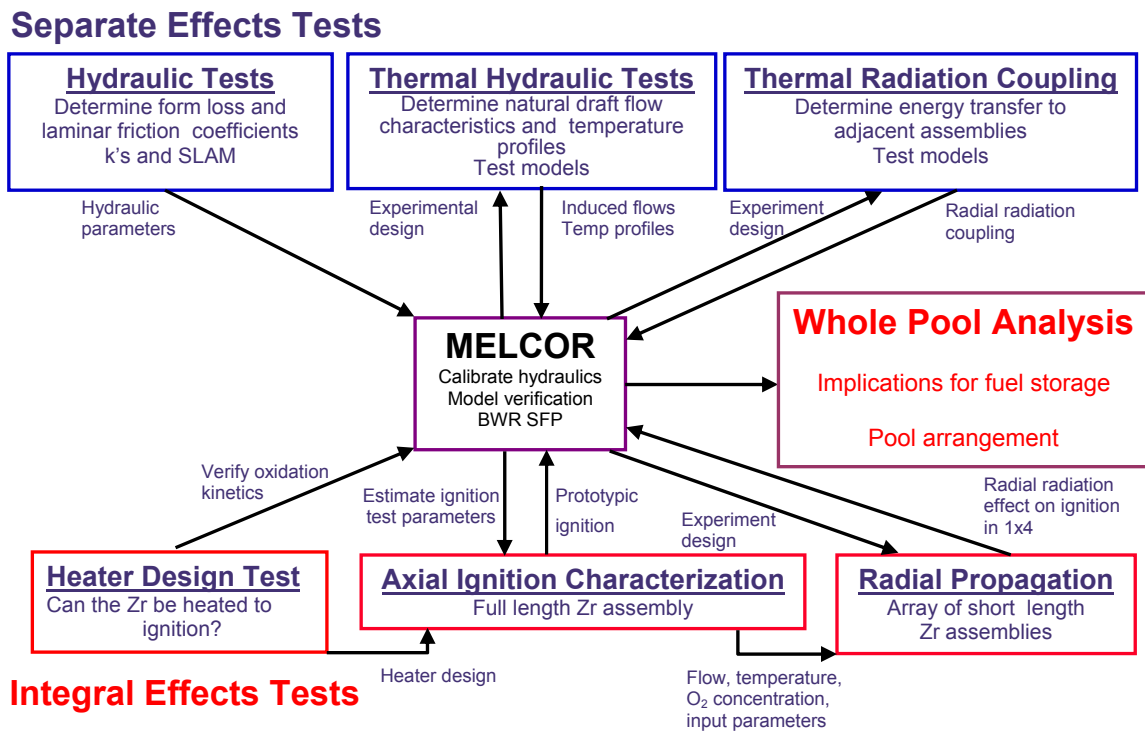 Separate Effects Tests
Hydraulic Tests
Determine form loss and
laminar friction coefficients
k's and SLAM
Thermal Hydraulic Tests
Determine natural draft flow
characteristics and temperature
profiles
Test models
Thermal Radiation Coupling
Determine energy transfer to
adjacent assemblies
Test models
Hydraulic
parameters
Experimental
design
Induced flows
Temp profiles
Experiment
design
Radial radiation
coupling
MELCOR
Calibrate hydraulics
Model verification
BWR SFP
Whole Pool Analysis
Implications for fuel storage
Pool arrangement
Verify oxidation
kinetics
Estimate ignition
test parameters
Prototypic
ignition
Experiment
design
Radial radiation
effect on ignition
in 1x4
Heater Design Test
Can the Zr be heated to
ignition?
Axial Ignition Characterization
Full length Zr assembly
Radial Propagation
Array of short length
Zr assemblies
Heater design
Flow, temperature,
O₂ concentration,
input parameters
Integral Effects Tests